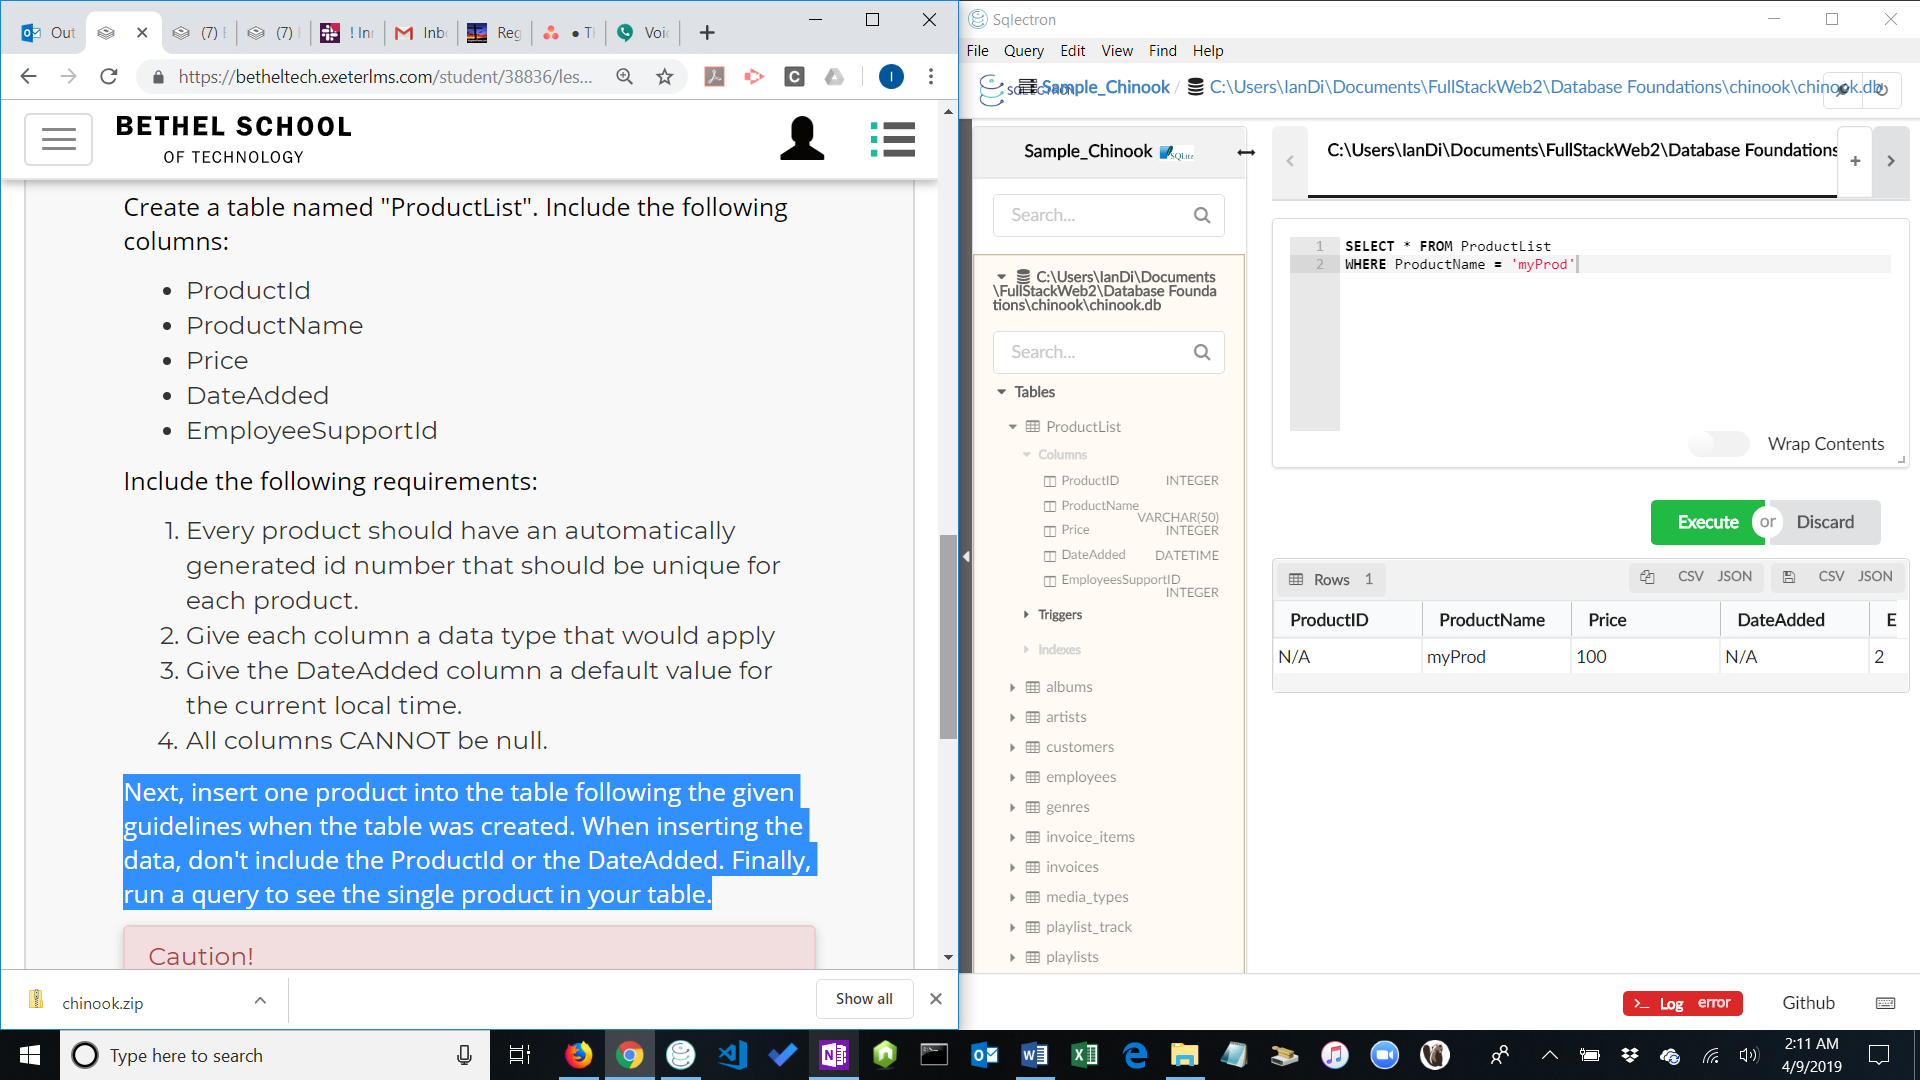 Out
(7)
(7)
! Inr
Inb
Reg
Voi
https://betheltech.exeterlms.com/student/38836/les...
BETHEL SCHOOL
OF TECHNOLOGY
Create a table named "ProductList". Include the following
columns:
• ProductId
• ProductName
• Price
• DateAdded
• EmployeeSupportId
Include the following requirements:
1. Every product should have an automatically
generated id number that should be unique for
each product.
2. Give each column a data type that would apply
3. Give the DateAdded column a default value for
the current local time.
4. All columns CANNOT be null.
Next, insert one product into the table following the given
guidelines when the table was created. When inserting the
data, don't include the ProductId or the DateAdded. Finally,
run a query to see the single product in your table.
Caution!
chinook.zip
Show all
Sqlectron
File Query Edit View Find Help
Sample_Chinook / C:\Users\IanDi\Documents\FullStackWeb2\Database Foundations\chinook\chinook.db
Sample_Chinook
SQLite
Search...
C:\Users\IanDi\Documents
\FullStackWeb2\Database Founda
tions\chinook\chinook.db
Search...
Tables
ProductList
Columns
ProductID INTEGER
ProductName VARCHAR(50)
Price INTEGER
DateAdded DATETIME
EmployeesSupportID INTEGER
Triggers
Indexes
albums
artists
customers
employees
genres
invoice_items
invoices
media_types
playlist_track
playlists
C:\Users\IanDi\Documents\FullStackWeb2\Database Foundations
+
1 SELECT * FROM ProductList
2 WHERE ProductName = 'myProd'
Wrap Contents
Execute or Discard
Rows 1
CSV JSON
CSV JSON
ProductID ProductName Price DateAdded E
N/A myProd 100 N/A 2
Log error
Github
Type here to search
2:11 AM
4/9/2019